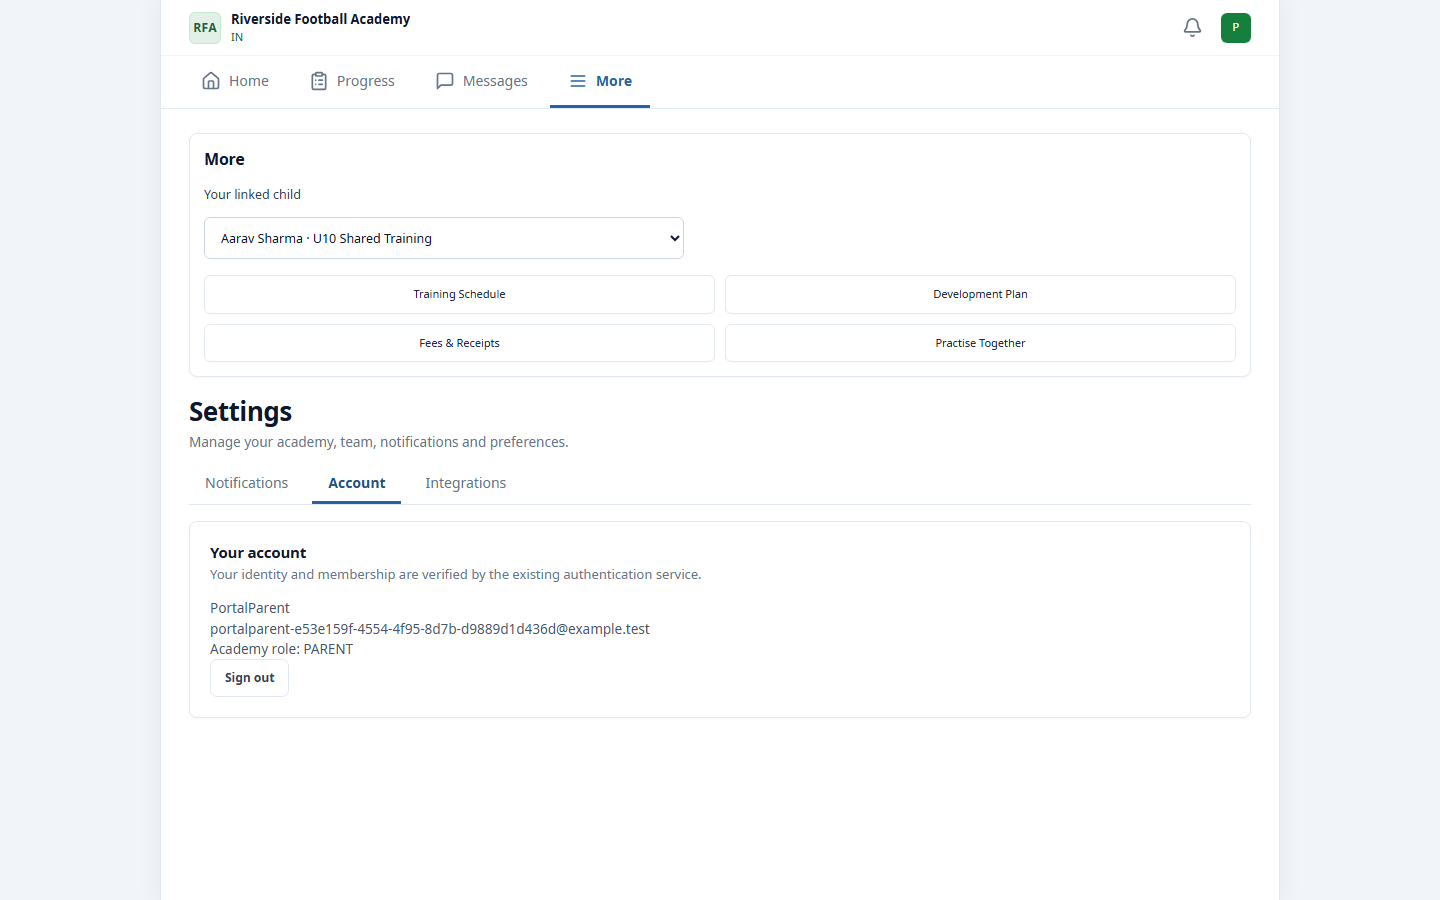 RFA
Riverside Football Academy
IN
P
Home
Progress
Messages
More
More
Your linked child
Aarav Sharma · U10 Shared Training
Training Schedule
Development Plan
Fees & Receipts
Practise Together
Settings
Manage your academy, team, notifications and preferences.
Notifications
Account
Integrations
Your account
Your identity and membership are verified by the existing authentication service.
PortalParent
portalparent-e53e159f-4554-4f95-8d7b-d9889d1d436d@example.test
Academy role: PARENT
Sign out